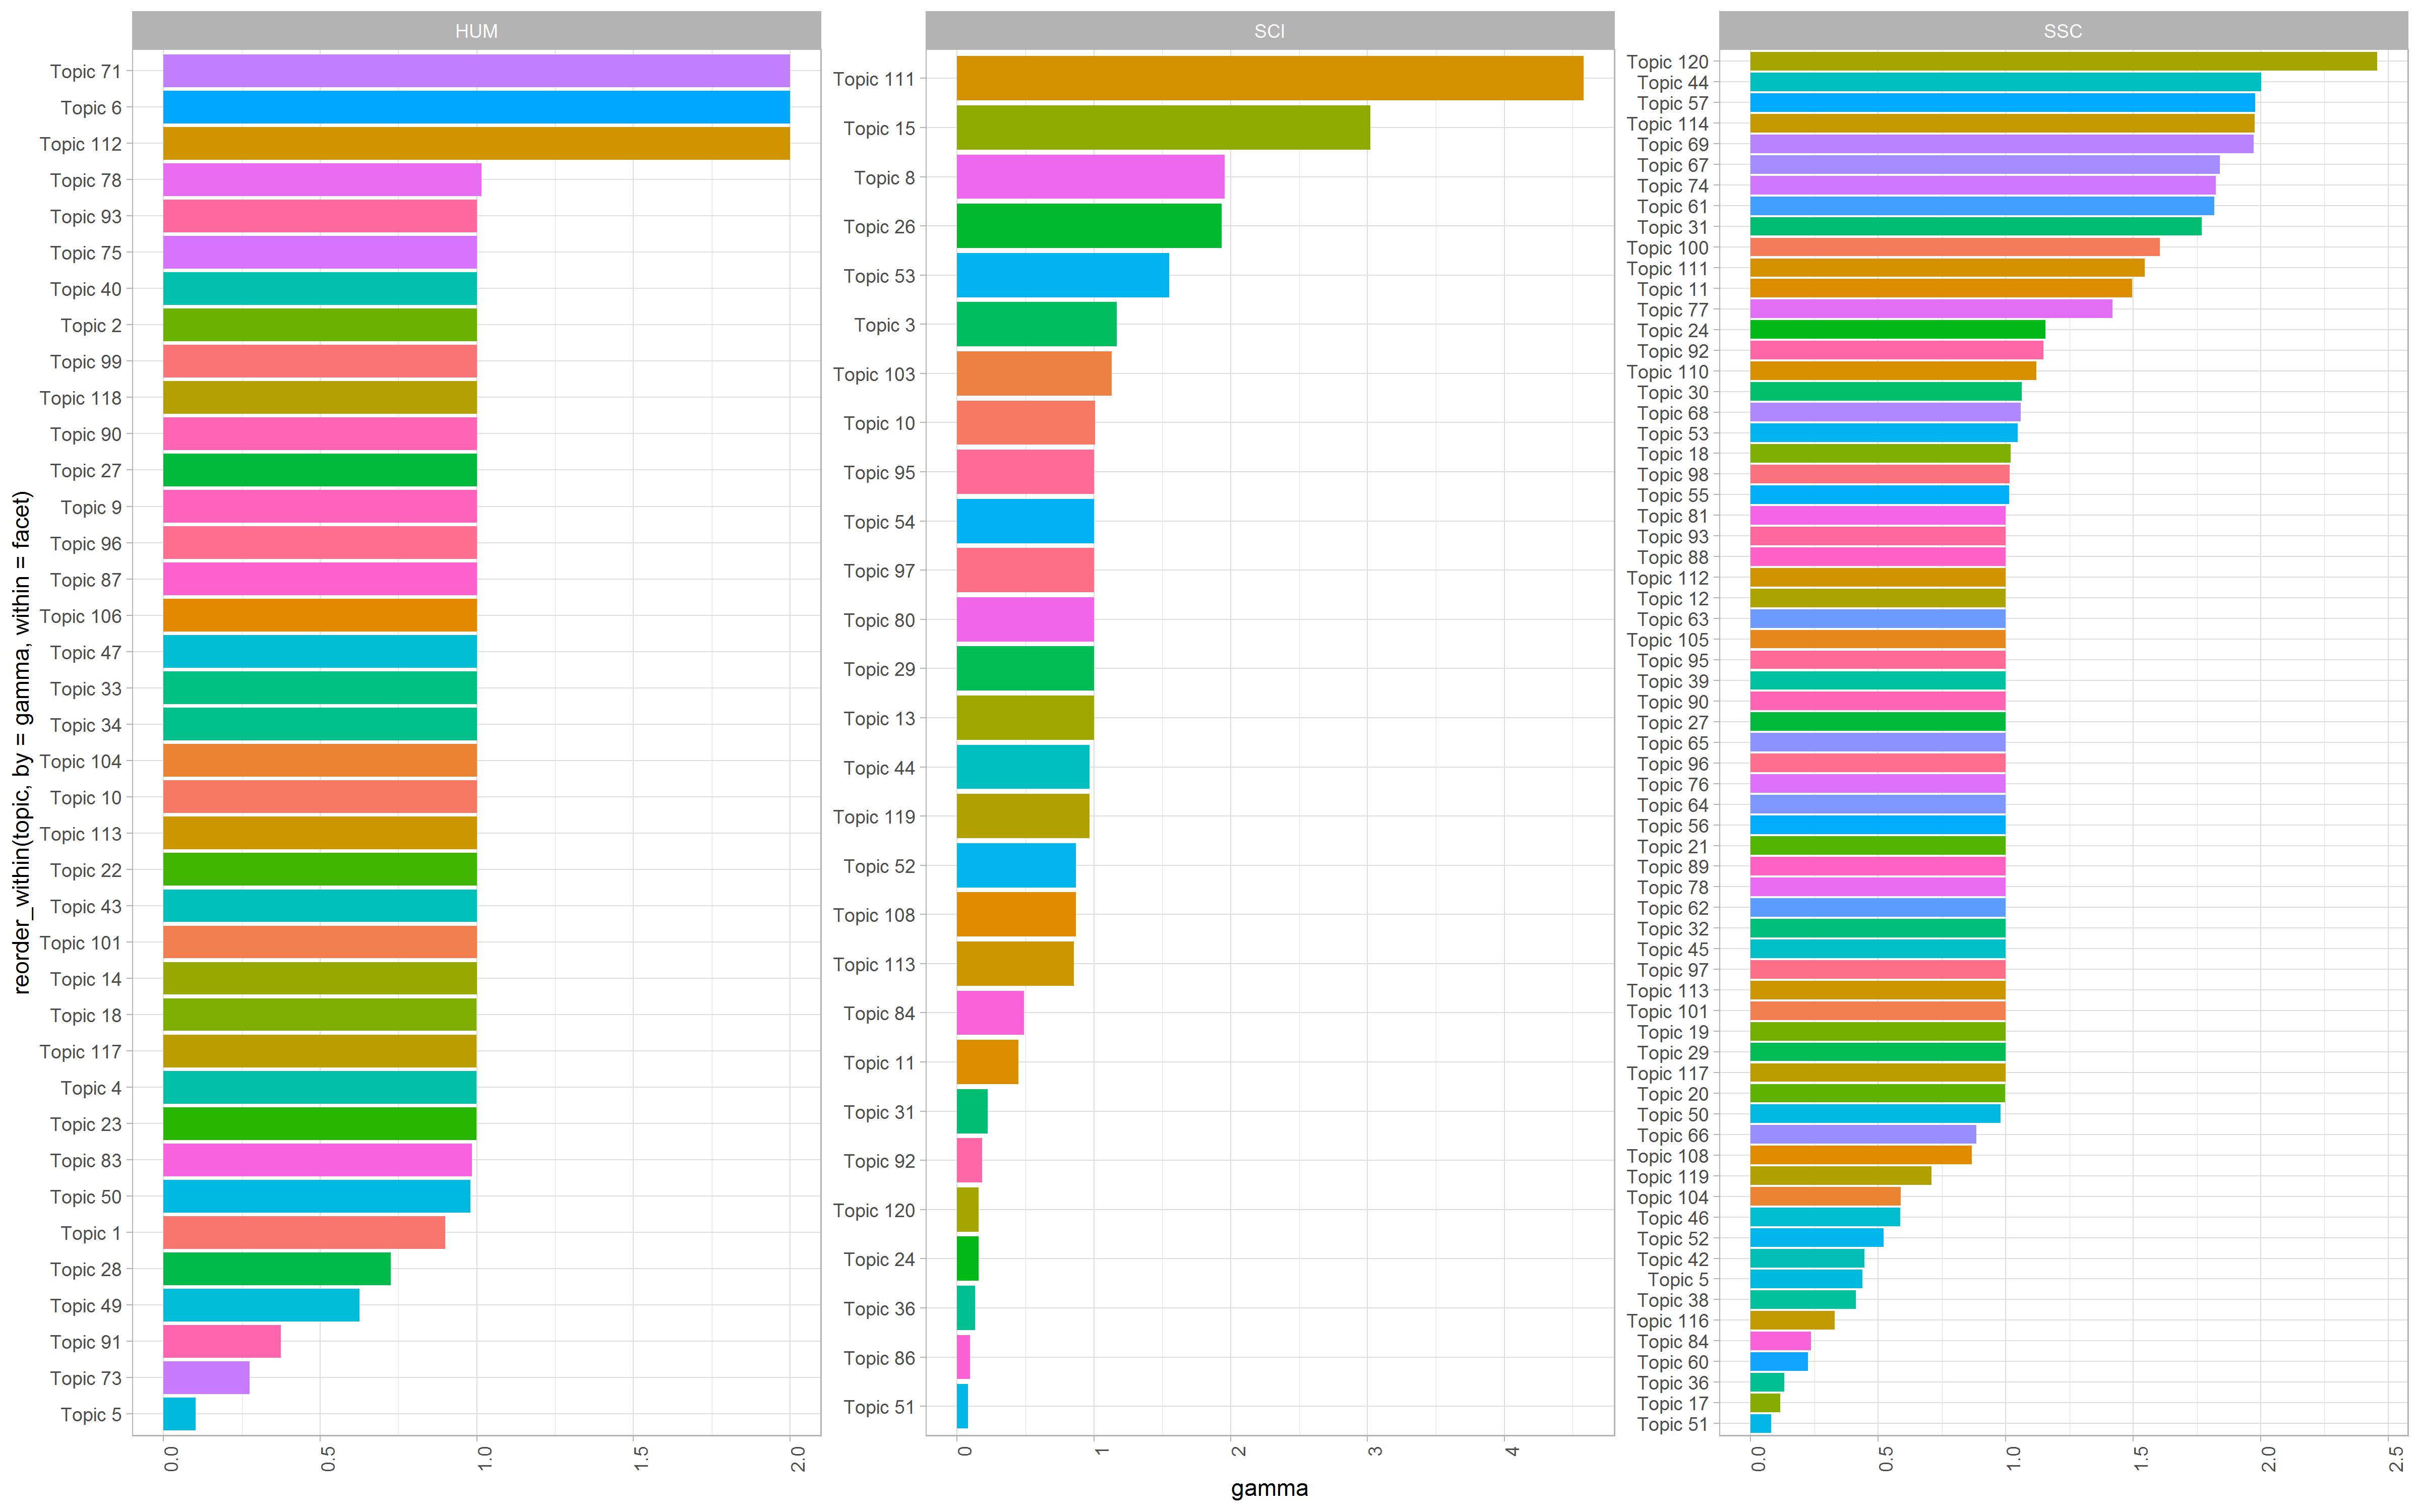 HUM
SCI
SSC
reorder_within(topic, by = gamma, within = facet)
Topic 71
Topic 6
Topic 112
Topic 78
Topic 93
Topic 75
Topic 40
Topic 2
Topic 99
Topic 118
Topic 90
Topic 27
Topic 9
Topic 96
Topic 87
Topic 106
Topic 47
Topic 33
Topic 34
Topic 104
Topic 10
Topic 113
Topic 22
Topic 43
Topic 101
Topic 14
Topic 18
Topic 117
Topic 4
Topic 23
Topic 83
Topic 50
Topic 1
Topic 28
Topic 49
Topic 91
Topic 73
Topic 5
0.0
0.5
1.0
1.5
2.0
Topic 111
Topic 15
Topic 8
Topic 26
Topic 53
Topic 3
Topic 103
Topic 10
Topic 95
Topic 54
Topic 97
Topic 80
Topic 29
Topic 13
Topic 44
Topic 119
Topic 52
Topic 108
Topic 113
Topic 84
Topic 11
Topic 31
Topic 92
Topic 120
Topic 24
Topic 36
Topic 86
Topic 51
0
1
2
3
4
Topic 120
Topic 44
Topic 57
Topic 114
Topic 69
Topic 67
Topic 74
Topic 61
Topic 31
Topic 100
Topic 111
Topic 11
Topic 77
Topic 24
Topic 92
Topic 110
Topic 30
Topic 68
Topic 53
Topic 18
Topic 98
Topic 55
Topic 81
Topic 93
Topic 88
Topic 112
Topic 12
Topic 63
Topic 105
Topic 95
Topic 39
Topic 90
Topic 27
Topic 65
Topic 96
Topic 76
Topic 64
Topic 56
Topic 21
Topic 89
Topic 78
Topic 62
Topic 32
Topic 45
Topic 97
Topic 113
Topic 101
Topic 19
Topic 29
Topic 117
Topic 20
Topic 50
Topic 66
Topic 108
Topic 119
Topic 104
Topic 46
Topic 52
Topic 42
Topic 5
Topic 38
Topic 116
Topic 84
Topic 60
Topic 36
Topic 17
Topic 51
0.0
0.5
1.0
1.5
2.0
2.5
gamma